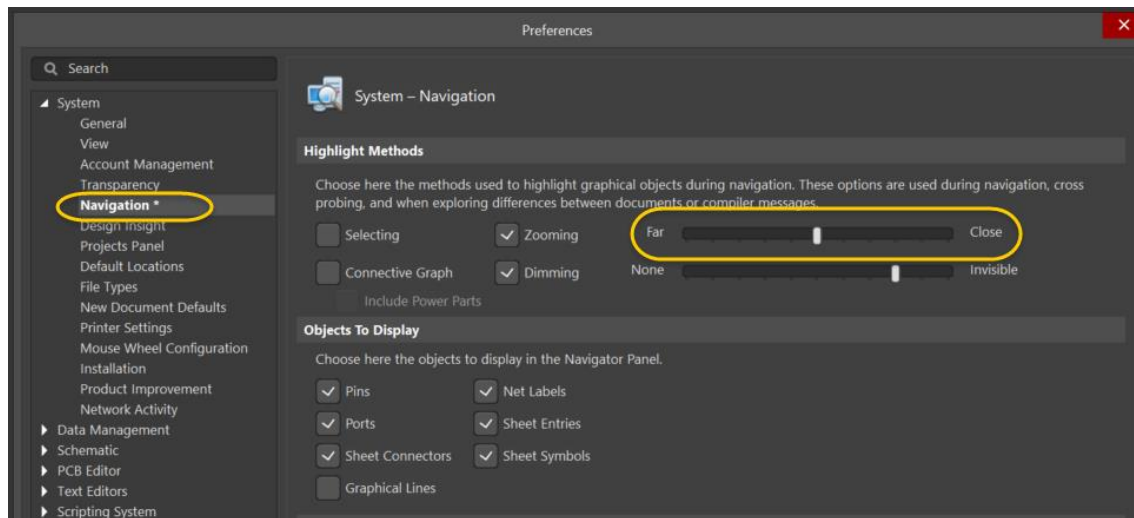 Preferences
Search
System
General
View
Account Management
Transparency
Navigation *
Design Insight
Projects Panel
Default Locations
File Types
New Document Defaults
Printer Settings
Mouse Wheel Configuration
Installation
Product Improvement
Network Activity
Data Management
Schematic
PCB Editor
Text Editors
Scripting System
System – Navigation
Highlight Methods
Choose here the methods used to highlight graphical objects during navigation. These options are used during navigation, cross
probing, and when exploring differences between documents or compiler messages.
Selecting Zooming Far Close
Connective Graph Dimming None Invisible
Include Power Parts
Objects To Display
Choose here the objects to display in the Navigator Panel.
Pins Net Labels
Ports Sheet Entries
Sheet Connectors Sheet Symbols
Graphical Lines